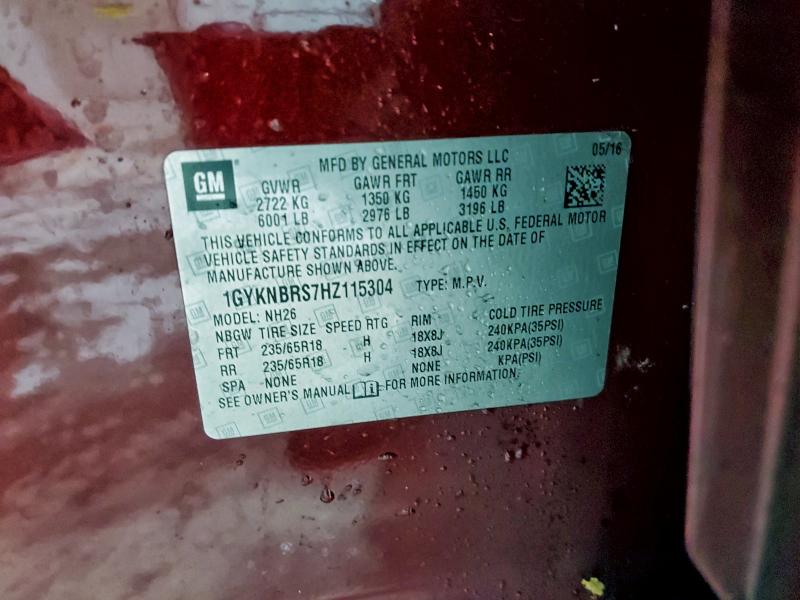 GM
MFD BY GENERAL MOTORS LLC 05/16
GVWR GAWR FRT GAWR RR
2722 KG 1350 KG 1450 KG
6001 LB 2976 LB 3196 LB
THIS VEHICLE CONFORMS TO ALL APPLICABLE U.S. FEDERAL MOTOR
VEHICLE SAFETY STANDARDS IN EFFECT ON THE DATE OF
MANUFACTURE SHOWN ABOVE.
1GYKNBRS7HZ115304 TYPE: M.P.V.
MODEL: NH26
NBGW TIRE SIZE SPEED RTG RIM COLD TIRE PRESSURE
FRT 235/65R18 H 18X8J 240KPA(35PSI)
RR 235/65R18 H 18X8J 240KPA(35PSI)
SPA NONE NONE KPA(PSI)
SEE OWNER'S MANUAL FOR MORE INFORMATION.